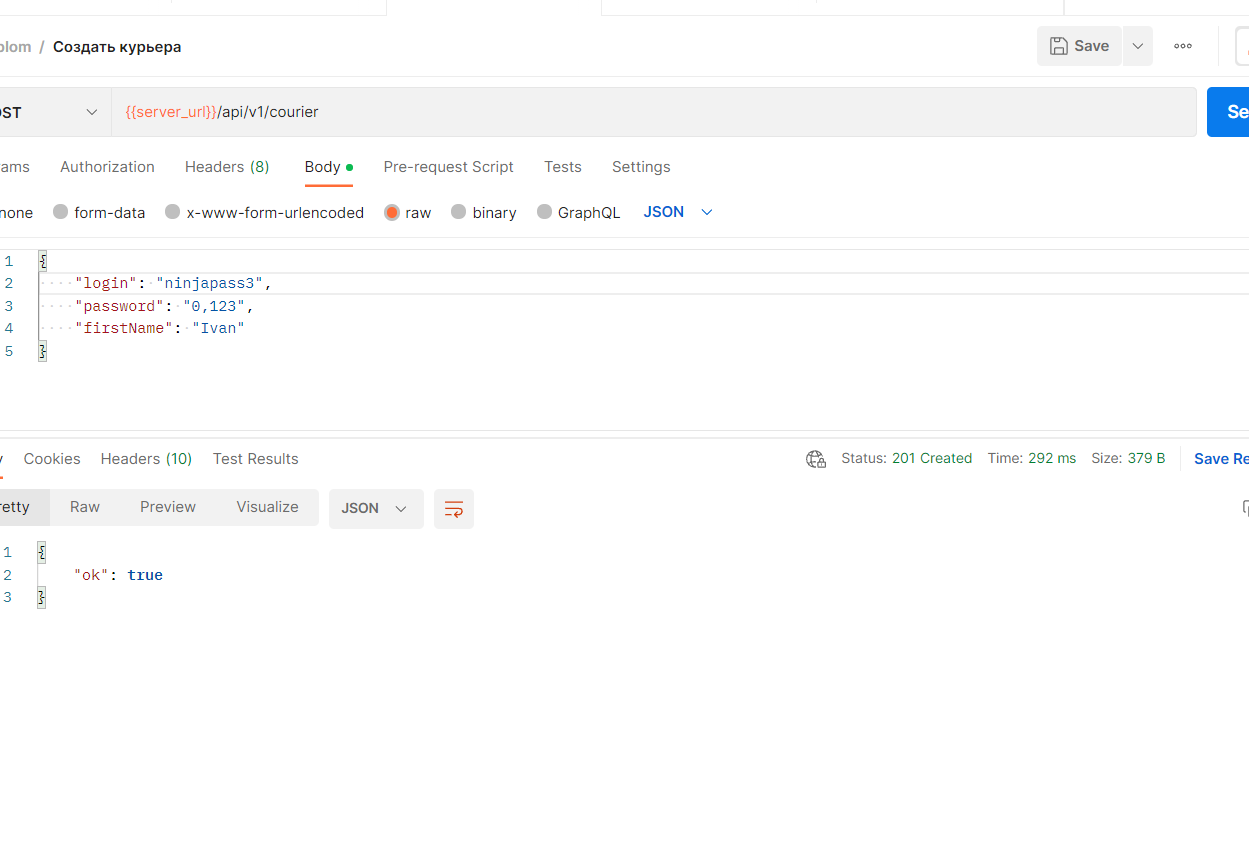 plom / Создать курьера
Save
OST {{server_url}}/api/v1/courier Se
ams Authorization Headers (8) Body Pre-request Script Tests Settings
none form-data x-www-form-urlencoded raw binary GraphQL JSON
1 {
2 "login": "ninjapass3",
3 "password": "0,123",
4 "firstName": "Ivan"
5 }
y Cookies Headers (10) Test Results Status: 201 Created Time: 292 ms Size: 379 B Save Re
retty Raw Preview Visualize JSON
1 {
2 "ok": true
3 }